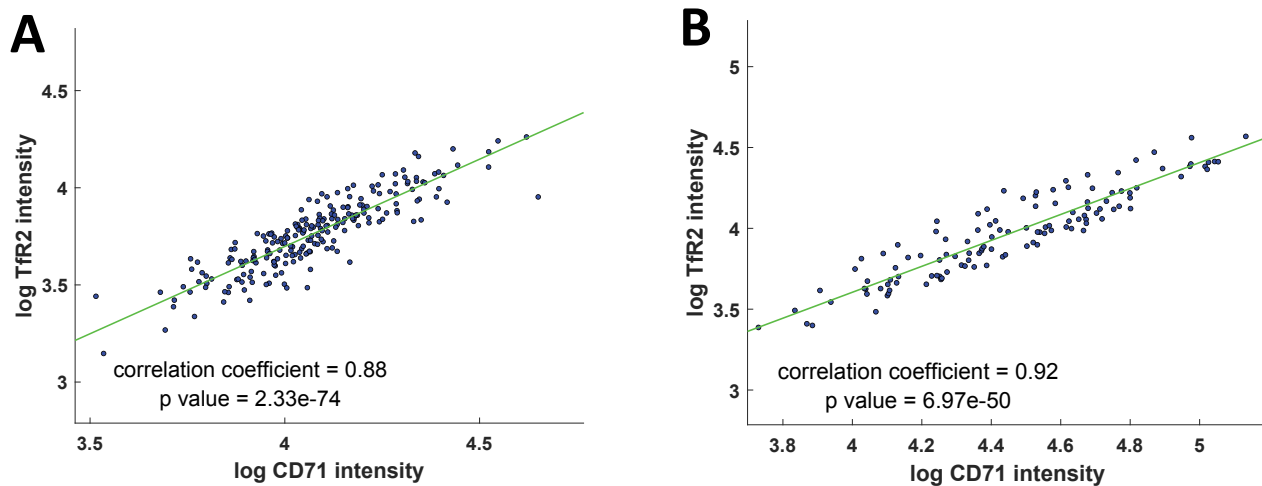 A
4.5
4
3.5
3
log TfR2 intensity
correlation coefficient = 0.88
p value = 2.33e-74
3.5 4 4.5
log CD71 intensity
B
5
4.5
4
3.5
3
log TfR2 intensity
correlation coefficient = 0.92
p value = 6.97e-50
3.8 4 4.2 4.4 4.6 4.8 5
log CD71 intensity